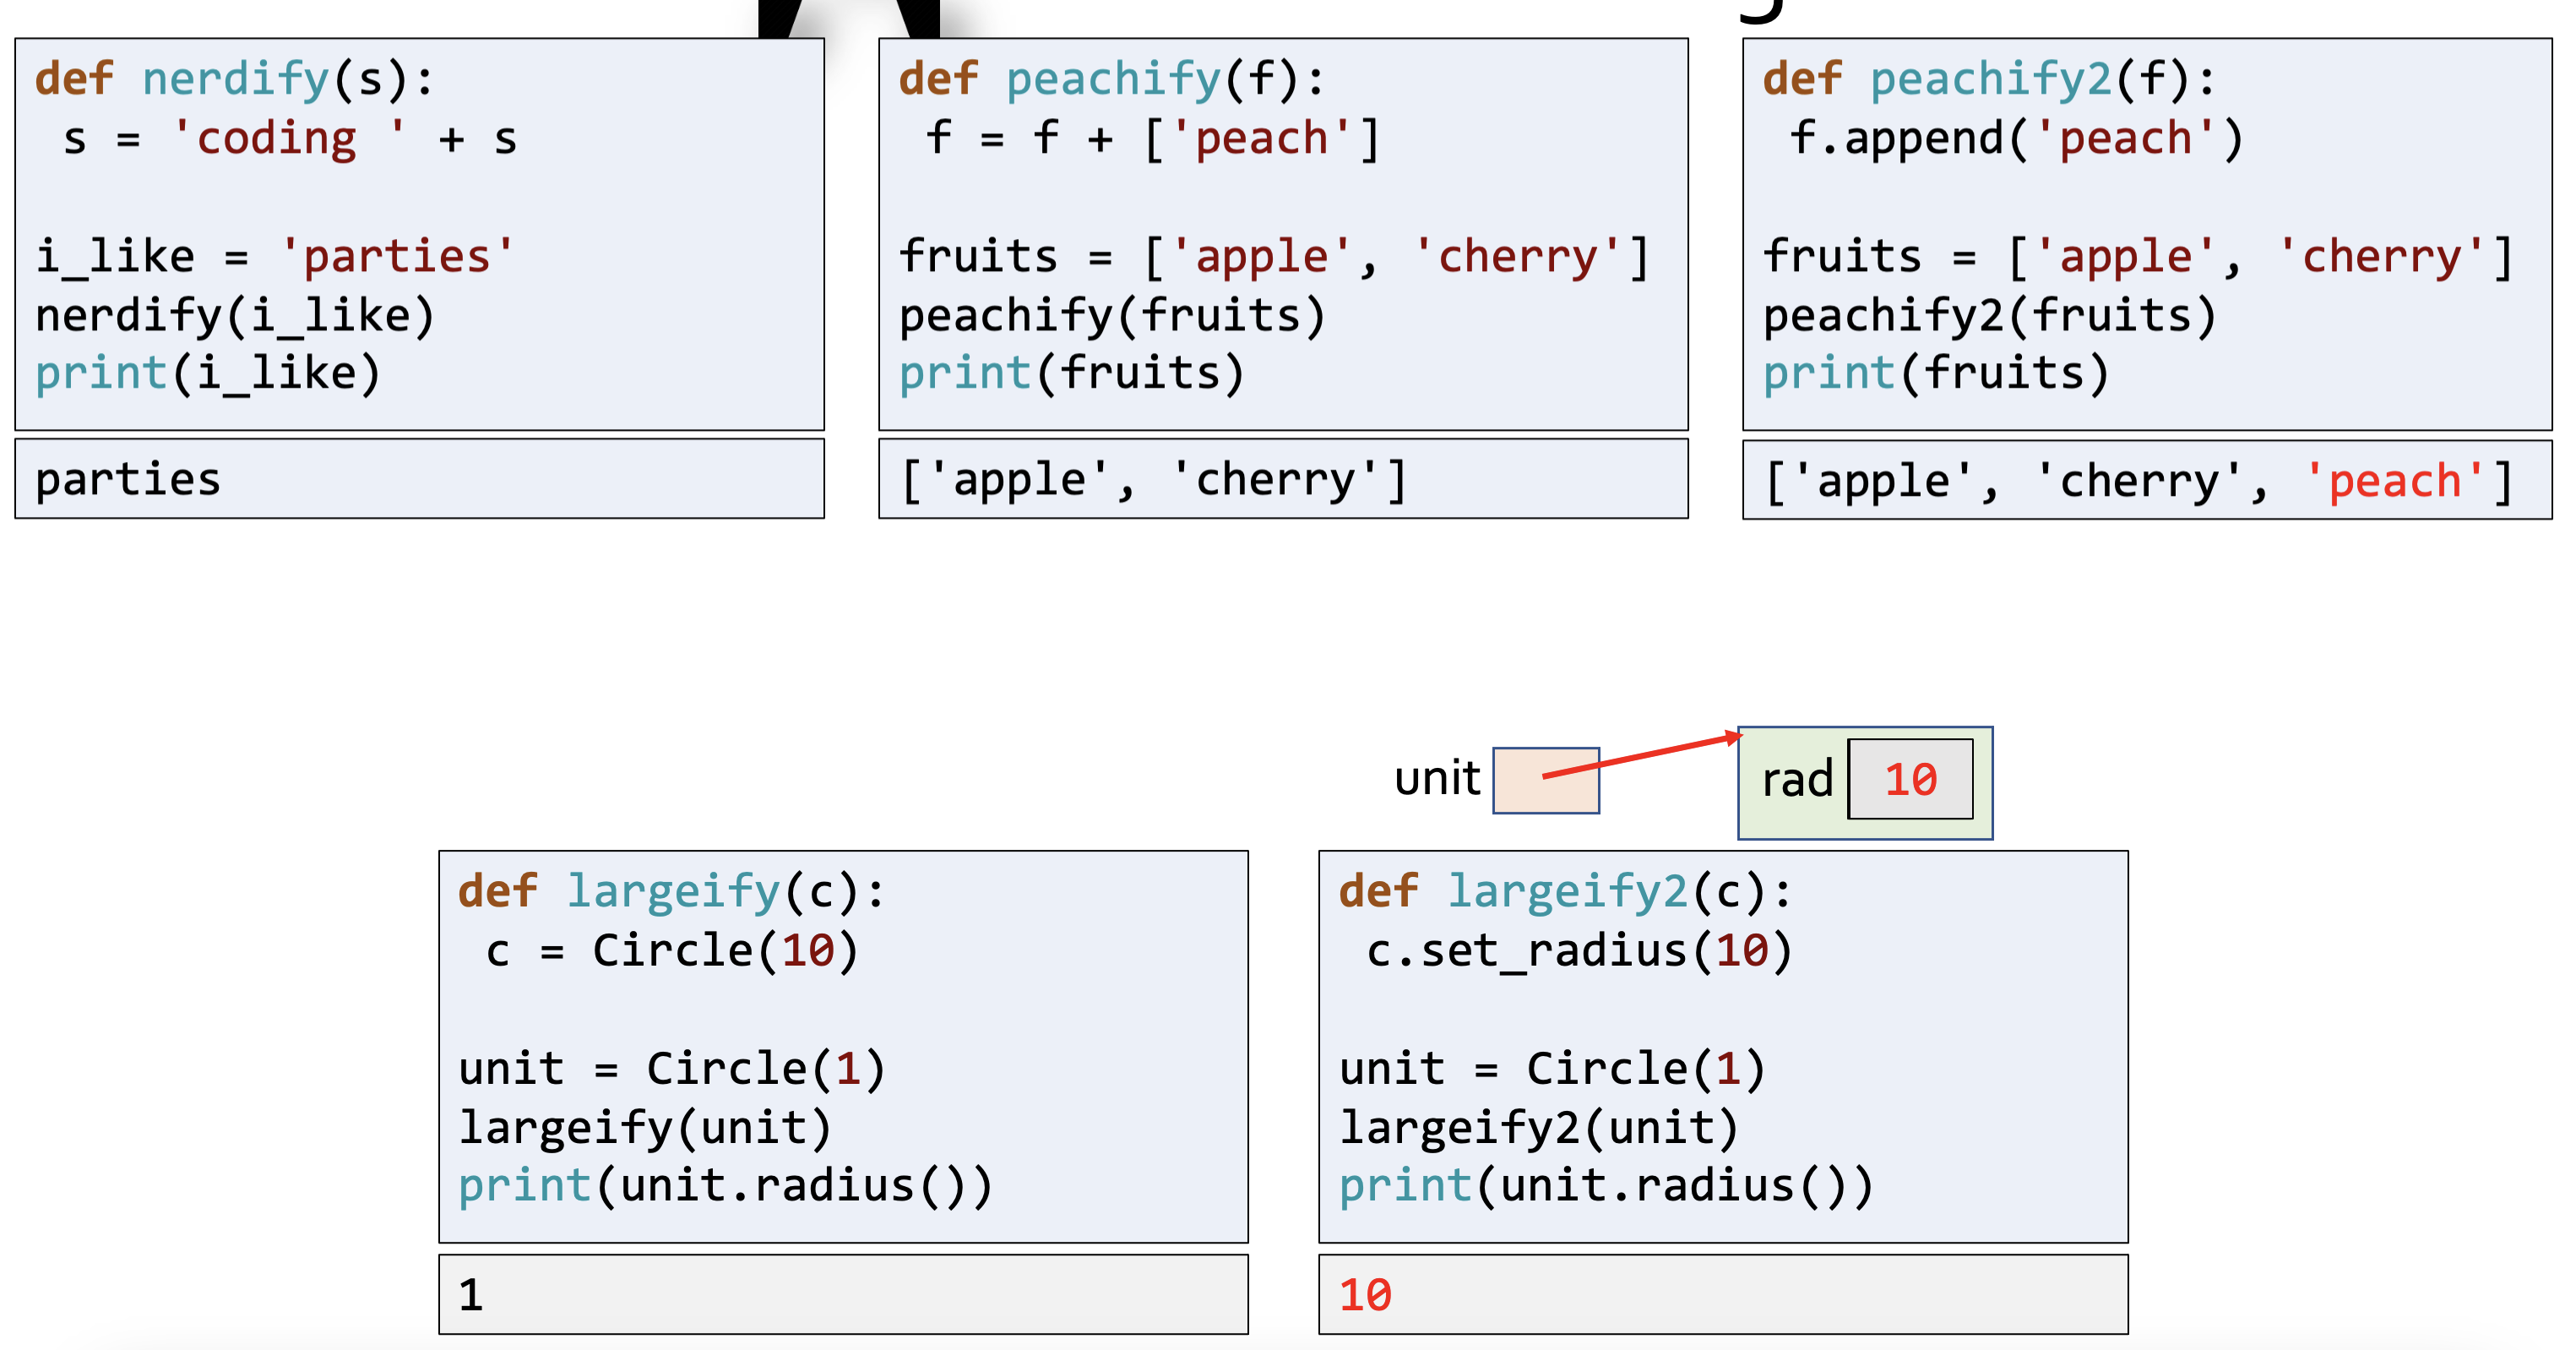 def nerdify(s):
 s = 'coding ' + s
i_like = 'parties'
nerdify(i_like)
print(i_like)
parties
def peachify(f):
 f = f + ['peach']
fruits = ['apple', 'cherry']
peachify(fruits)
print(fruits)
['apple', 'cherry']
def peachify2(f):
 f.append('peach')
fruits = ['apple', 'cherry']
peachify2(fruits)
print(fruits)
['apple', 'cherry', 'peach']
unit
rad 10
def largeify(c):
 c = Circle(10)
unit = Circle(1)
largeify(unit)
print(unit.radius())
1
def largeify2(c):
 c.set_radius(10)
unit = Circle(1)
largeify2(unit)
print(unit.radius())
10